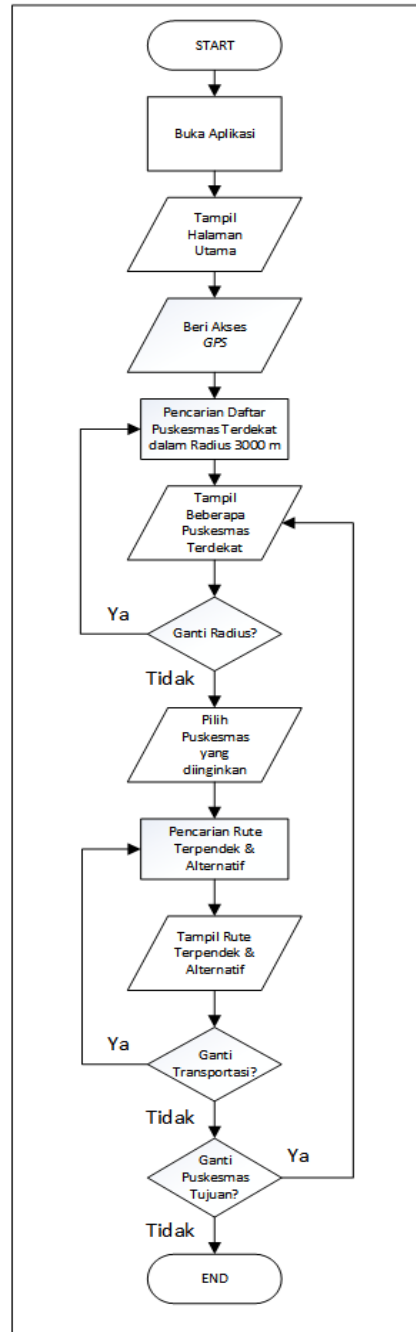 START
Buka Aplikasi
Tampil
Halaman
Utama
Beri Akses
GPS
Pencarian Daftar
Puskesmas Terdekat
dalam Radius 3000 m
Tampil
Beberapa
Puskesmas
Terdekat
Ya
Ganti Radius?
Tidak
Pilih
Puskesmas
yang
diinginkan
Pencarian Rute
Terpendek &
Alternatif
Tampil Rute
Terpendek &
Alternatif
Ya
Ganti
Transportasi?
Tidak
Ganti
Puskesmas
Tujuan?
Ya
Tidak
END